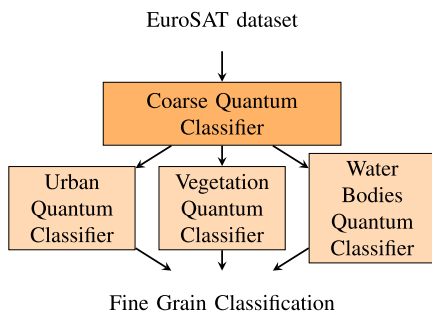 EuroSAT dataset
Coarse Quantum
Classifier
Urban
Quantum
Classifier
Vegetation
Quantum
Classifier
Water
Bodies
Quantum
Classifier
Fine Grain Classification